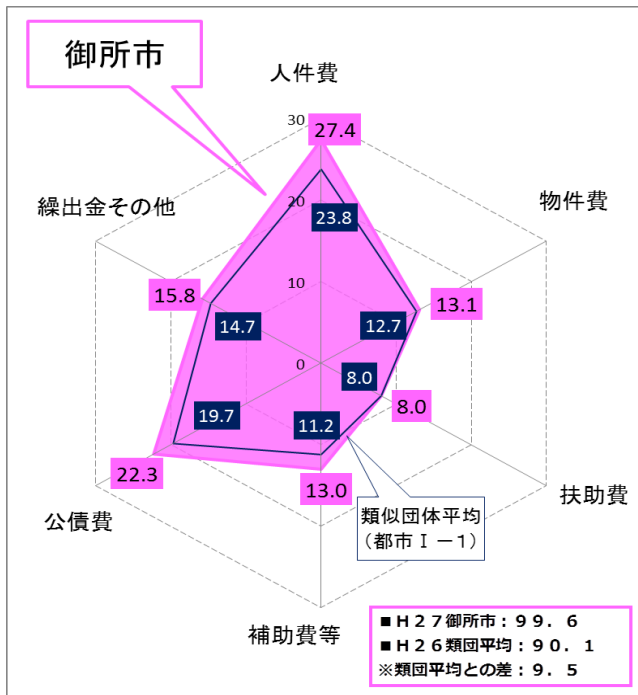 御所市
人件費
30
27.4
物件費
繰出金その他
20
23.8
10
15.8
13.1
14.7
12.7
0
8.0
8.0
19.7
11.2
22.3
13.0
類似団体平均
(都市Ⅰ－1)
扶助費
公債費
補助費等
■Ｈ２７御所市：９９．６
■Ｈ２６類団平均：９０．１
※類団平均との差：９．５